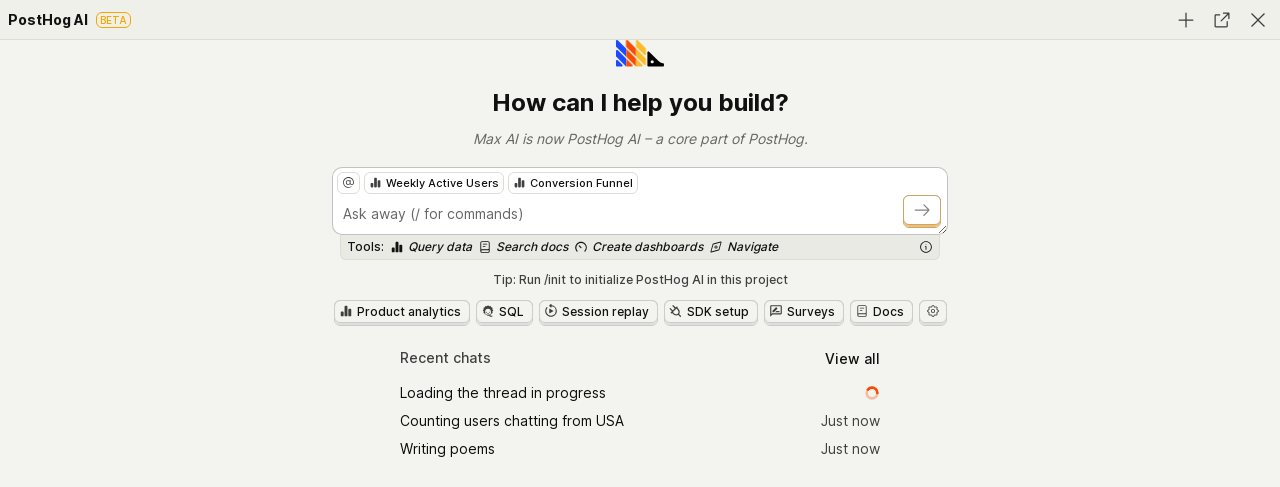 PostHog AI BETA
How can I help you build?
Max AI is now PostHog AI – a core part of PostHog.
@ Weekly Active Users Conversion Funnel
Ask away (/ for commands)
Tools: Query data Search docs Create dashboards Navigate
Tip: Run /init to initialize PostHog AI in this project
Product analytics SQL Session replay SDK setup Surveys Docs
Recent chats View all
Loading the thread in progress
Counting users chatting from USA Just now
Writing poems Just now